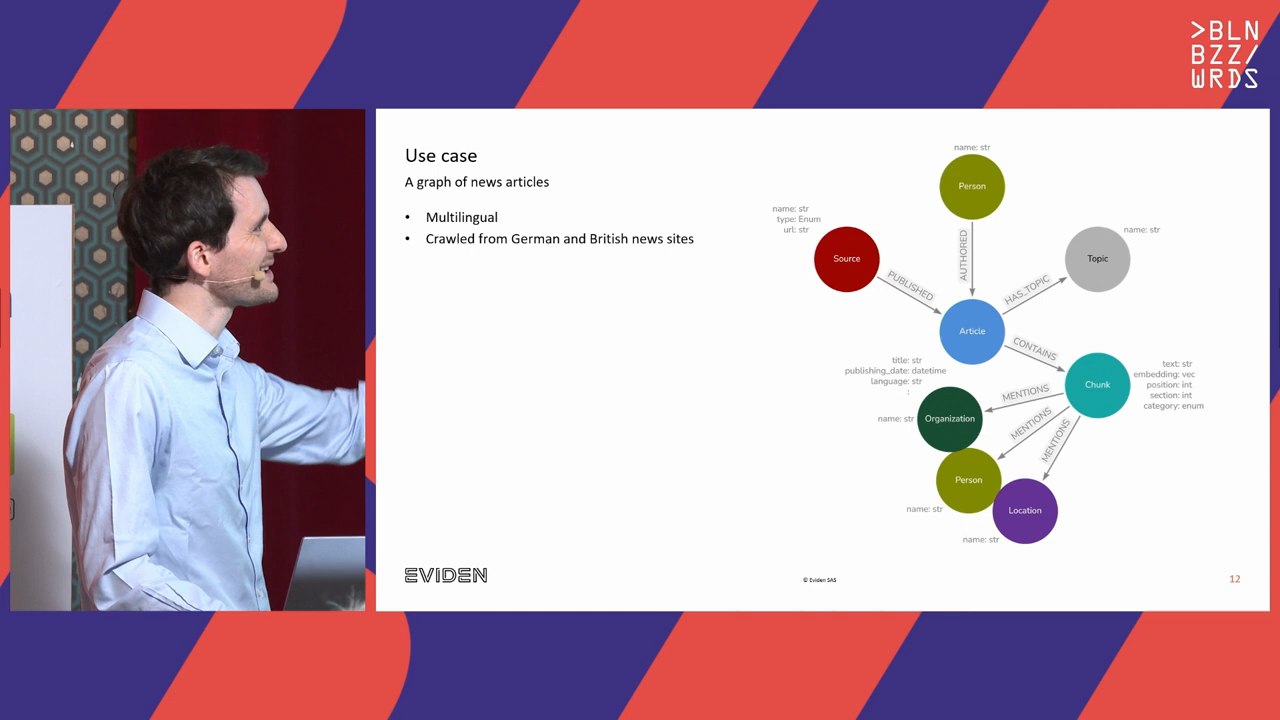 >BLN
BZZ/
WRDS
Use case
A graph of news articles
• Multilingual
• Crawled from German and British news sites
name: str
Person
name: str
type: Enum
url: str
Source
AUTHORED
name: str
Topic
PUBLISHED
HAS_TOPIC
Article
CONTAINS
title: str
publishing_date: datetime
language: str
:
Chunk
text: str
embedding: vec
position: int
section: int
category: enum
MENTIONS
MENTIONS
MENTIONS
name: str
Organization
Person
name: str
Location
name: str
EVIDEN
© Eviden SAS
12